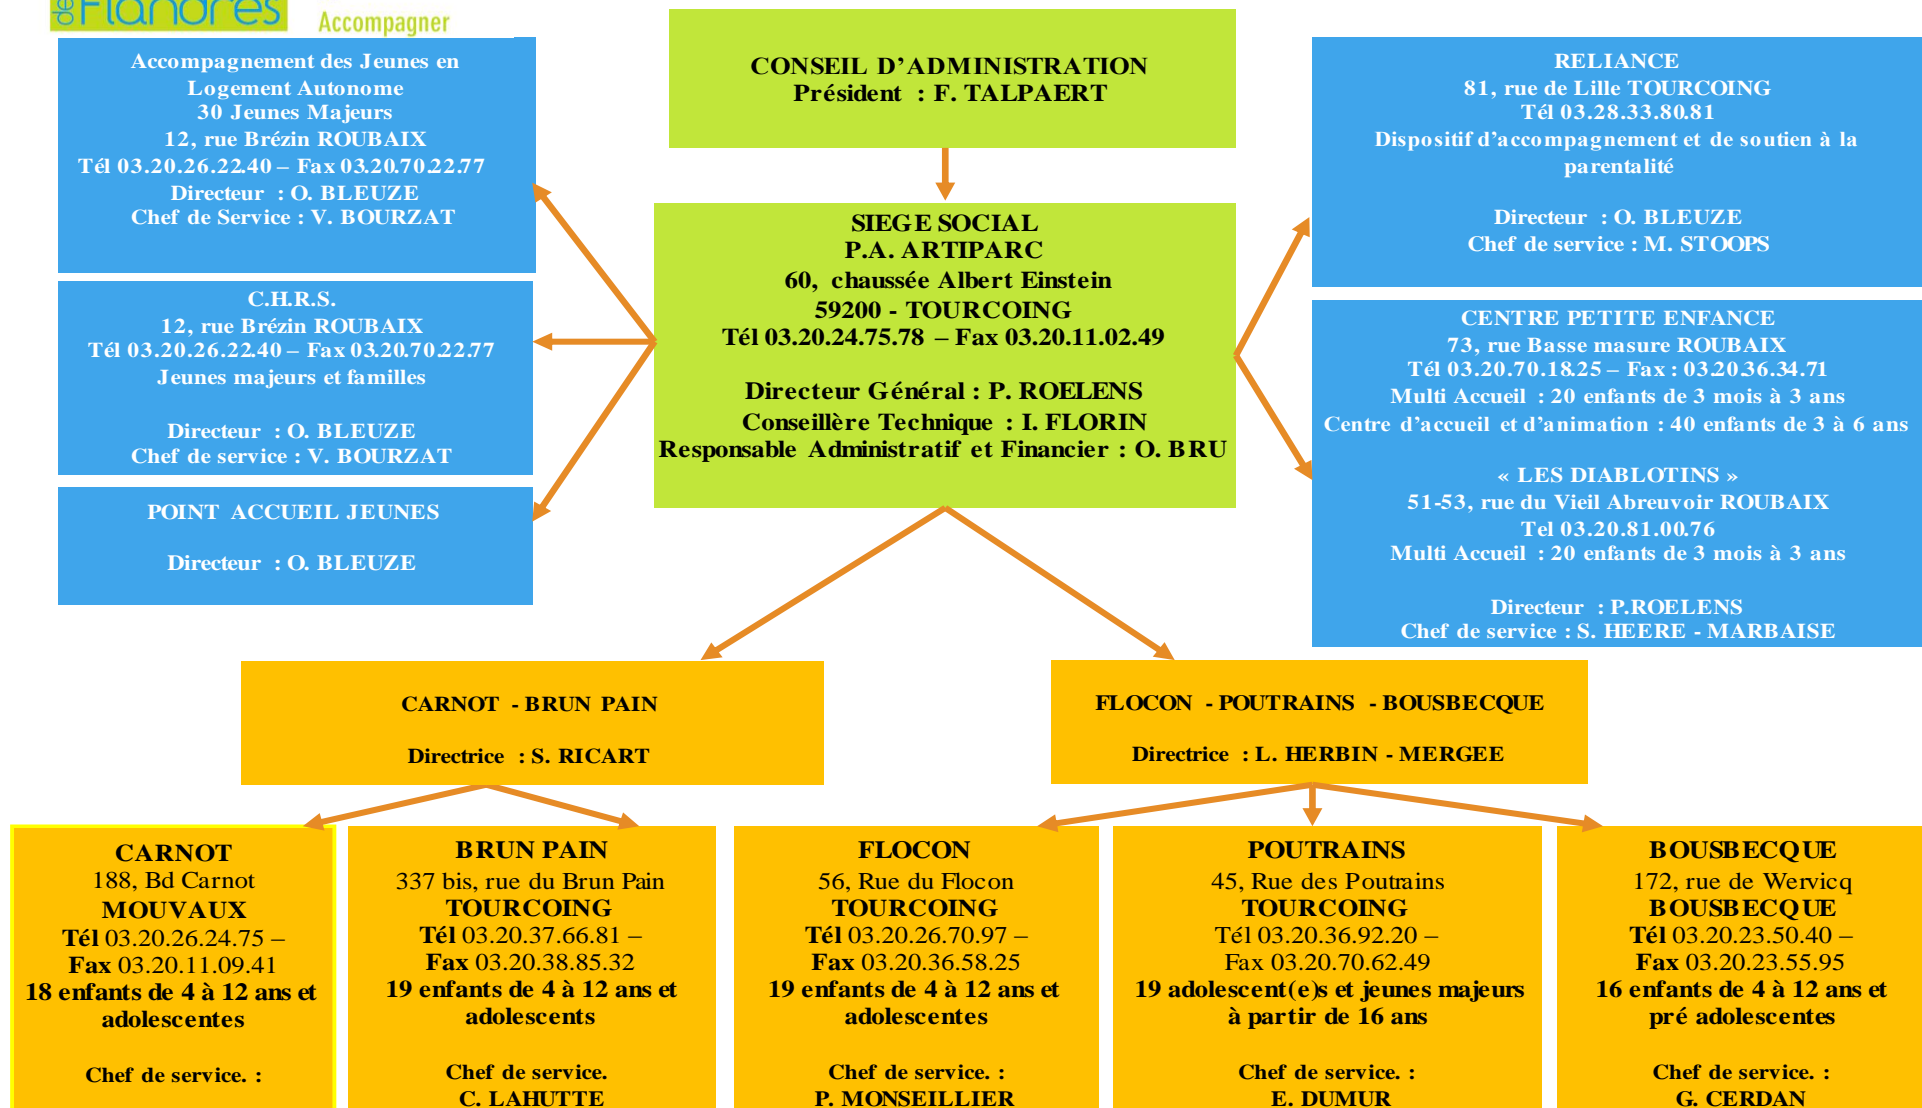 de Flandres
Accompagner
Accompagnement des Jeunes en
Logement Autonome
30 Jeunes Majeurs
12, rue Brézin ROUBAIX
Tél 03.20.26.22.40 – Fax 03.20.70.22.77
Directeur : O. BLEUZE
Chef de Service : V. BOURZAT
C.H.R.S.
12, rue Brézin ROUBAIX
Tél 03.20.26.22.40 – Fax 03.20.70.22.77
Jeunes majeurs et familles
Directeur : O. BLEUZE
Chef de service : V. BOURZAT
POINT ACCUEIL JEUNES
Directeur : O. BLEUZE
CONSEIL D’ADMINISTRATION
Président : F. TALPAERT
SIEGE SOCIAL
P.A. ARTIPARC
60, chaussée Albert Einstein
59200 - TOURCOING
Tél 03.20.24.75.78 – Fax 03.20.11.02.49
Directeur Général : P. ROELENS
Conseillère Technique : I. FLORIN
Responsable Administratif et Financier : O. BRU
RELIANCE
81, rue de Lille TOURCOING
Tél 03.28.33.80.81
Dispositif d’accompagnement et de soutien à la
parentalité
Directeur : O. BLEUZE
Chef de service : M. STOOPS
CENTRE PETITE ENFANCE
73, rue Basse masure ROUBAIX
Tél 03.20.70.18.25 – Fax : 03.20.36.34.71
Multi Accueil : 20 enfants de 3 mois à 3 ans
Centre d’accueil et d’animation : 40 enfants de 3 à 6 ans
« LES DIABLOTINS »
51-53, rue du Vieil Abreuvoir ROUBAIX
Tel 03.20.81.00.76
Multi Accueil : 20 enfants de 3 mois à 3 ans
Directeur : P.ROELENS
Chef de service : S. HEERE - MARBAISE
CARNOT - BRUN PAIN
Directrice : S. RICART
FLOCON - POUTRAINS - BOUSBECQUE
Directrice : L. HERBIN - MERGEE
CARNOT
188, Bd Carnot
MOUVAUX
Tél 03.20.26.24.75 –
Fax 03.20.11.09.41
18 enfants de 4 à 12 ans et
adolescentes
Chef de service. :
BRUN PAIN
337 bis, rue du Brun Pain
TOURCOING
Tél 03.20.37.66.81 –
Fax 03.20.38.85.32
19 enfants de 4 à 12 ans et
adolescents
Chef de service.
C. LAHUTTE
FLOCON
56, Rue du Flocon
TOURCOING
Tél 03.20.26.70.97 –
Fax 03.20.36.58.25
19 enfants de 4 à 12 ans et
adolescentes
Chef de service. :
P. MONSEILLIER
POUTRAINS
45, Rue des Poutrains
TOURCOING
Tél 03.20.36.92.20 –
Fax 03.20.70.62.49
19 adolescent(e)s et jeunes majeurs
à partir de 16 ans
Chef de service. :
E. DUMUR
BOUSBECQUE
172, rue de Wervicq
BOUSBECQUE
Tél 03.20.23.50.40 –
Fax 03.20.23.55.95
16 enfants de 4 à 12 ans et
pré adolescentes
Chef de service. :
G. CERDAN